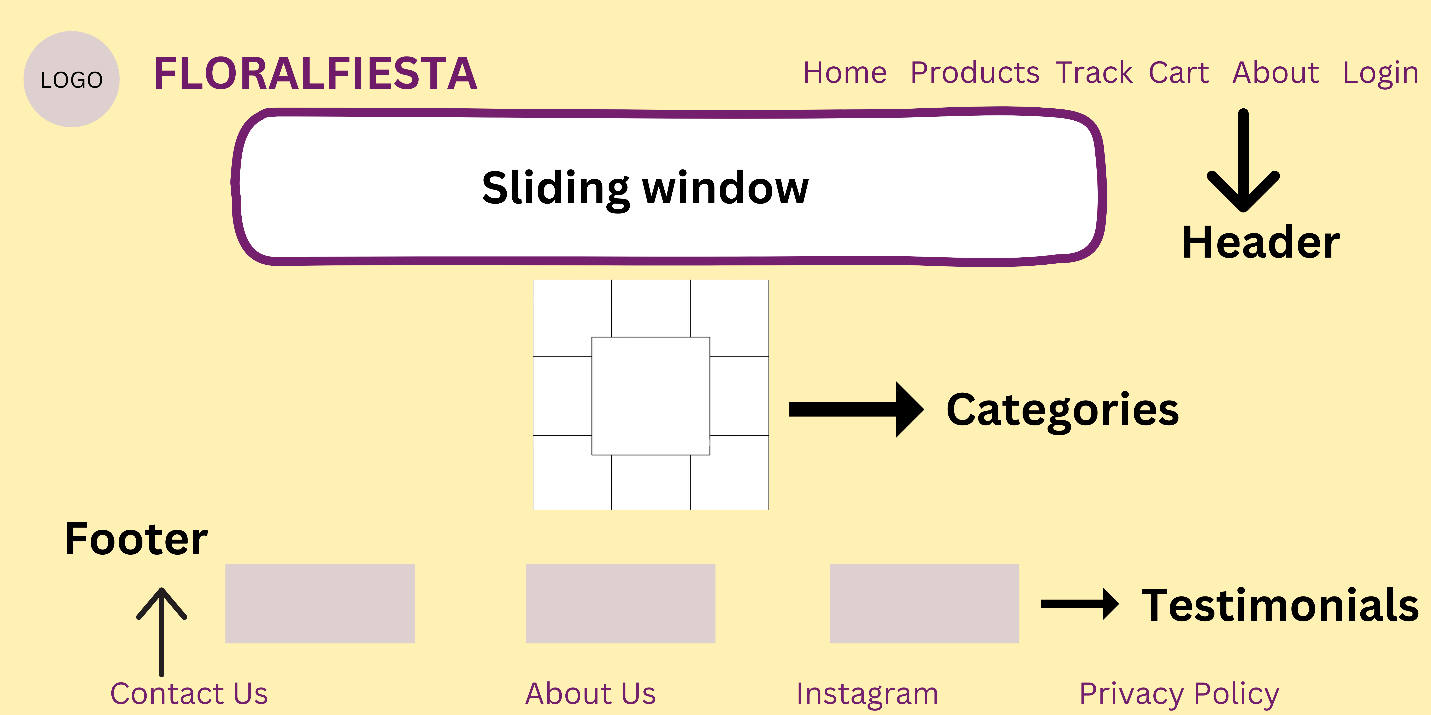 LOGO
FLORALFIESTA
Home Products Track Cart About Login
Sliding window
Header
Categories
Footer
Testimonials
Contact Us About Us Instagram Privacy Policy